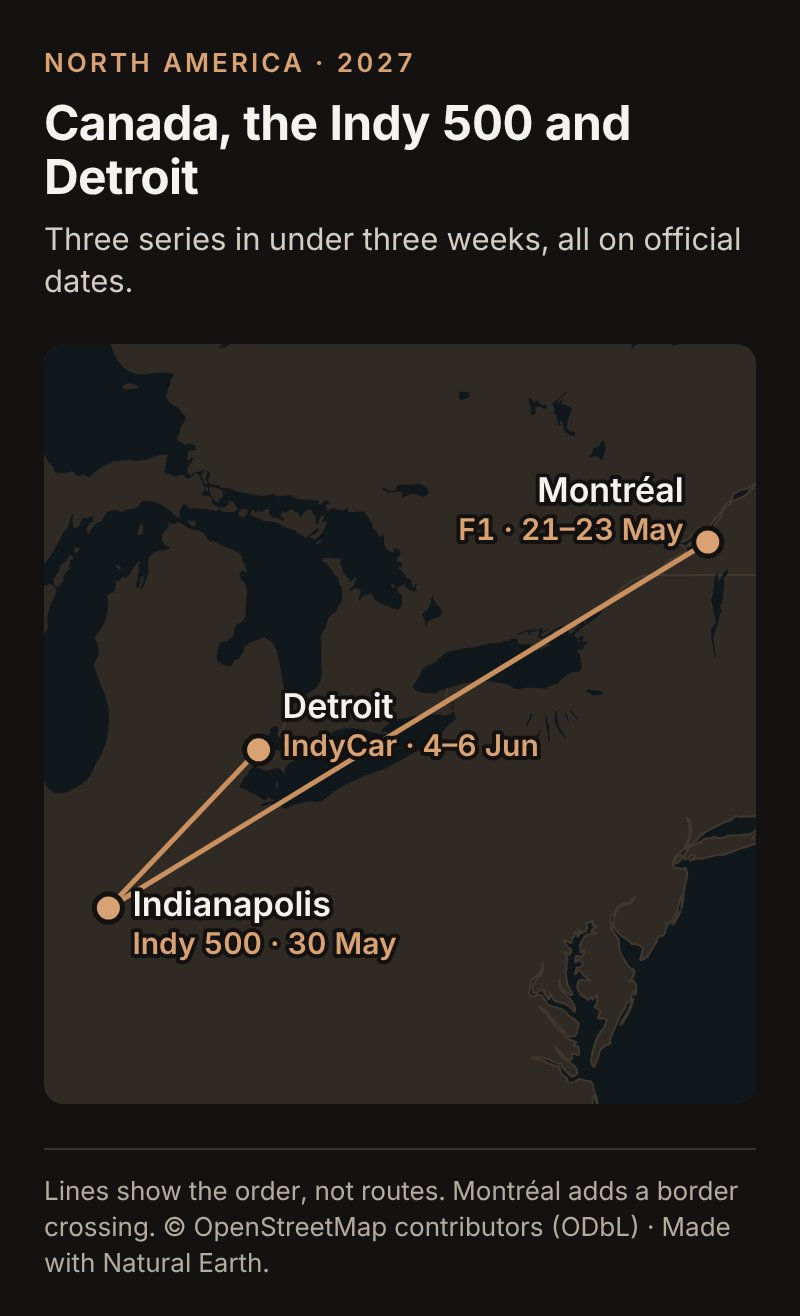 NORTH AMERICA · 2027
Canada, the Indy 500 and
Detroit
Three series in under three weeks, all on official
dates.
Montréal
F1 · 21–23 May
Detroit
IndyCar · 4–6 Jun
Indianapolis
Indy 500 · 30 May
Lines show the order, not routes. Montréal adds a border
crossing. © OpenStreetMap contributors (ODbL) · Made
with Natural Earth.